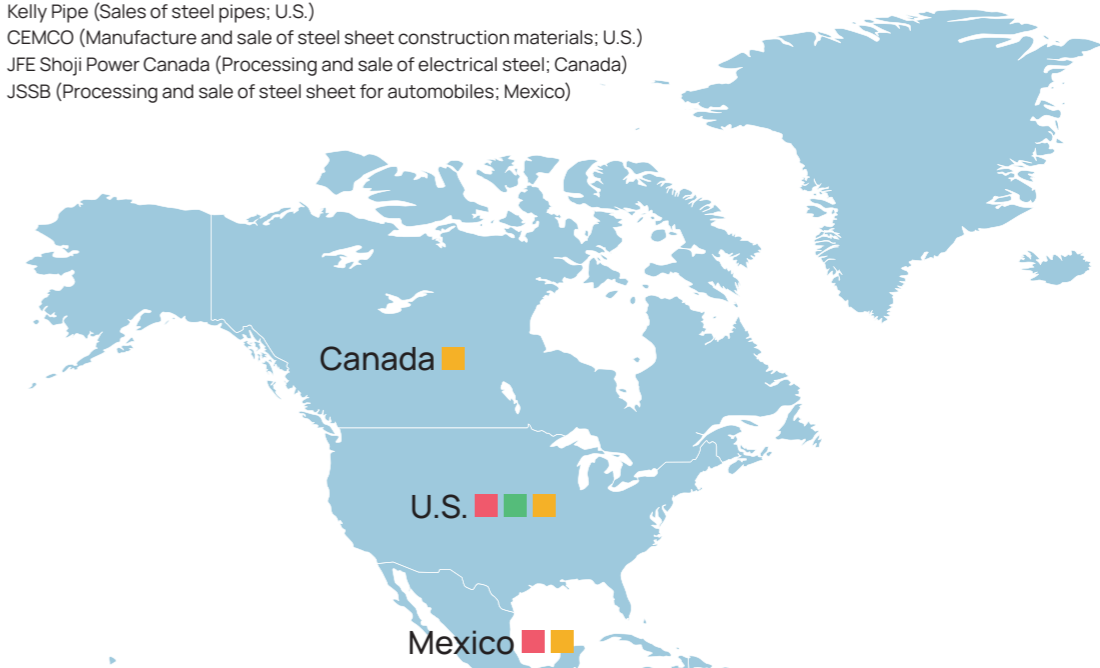 Kelly Pipe (Sales of steel pipes; U.S.)
CEMCO (Manufacture and sale of steel sheet construction materials; U.S.)
JFE Shoji Power Canada (Processing and sale of electrical steel; Canada)
JSSB (Processing and sale of steel sheet for automobiles; Mexico)
Canada
U.S.
Mexico